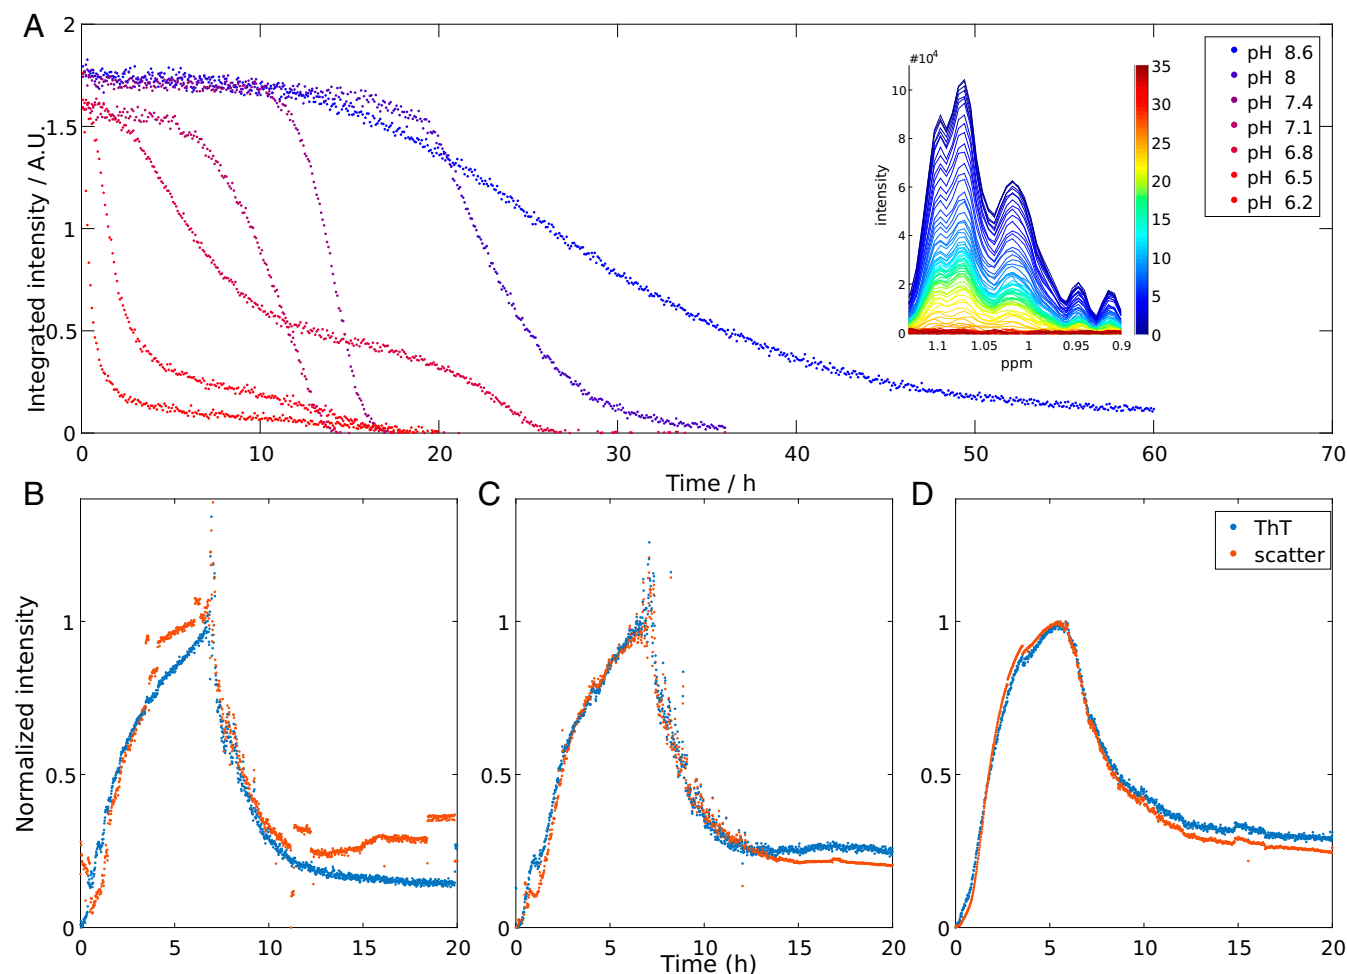 A
2
1.5
1
0.5
0
Integrated intensity / A.U.
0 10 20 30 40 50 60 70
Time / h
#10⁴
10
8
6
4
2
0
intensity
1.1 1.05 1 0.95 0.9
ppm
35
30
25
20
15
10
5
0
pH 8.6
pH 8
pH 7.4
pH 7.1
pH 6.8
pH 6.5
pH 6.2
B
1
0.5
0
Normalized intensity
0 5 10 15 20
C
1
0.5
0
0 5 10 15 20
Time (h)
D
1
0.5
0
0 5 10 15 20
ThT
scatter